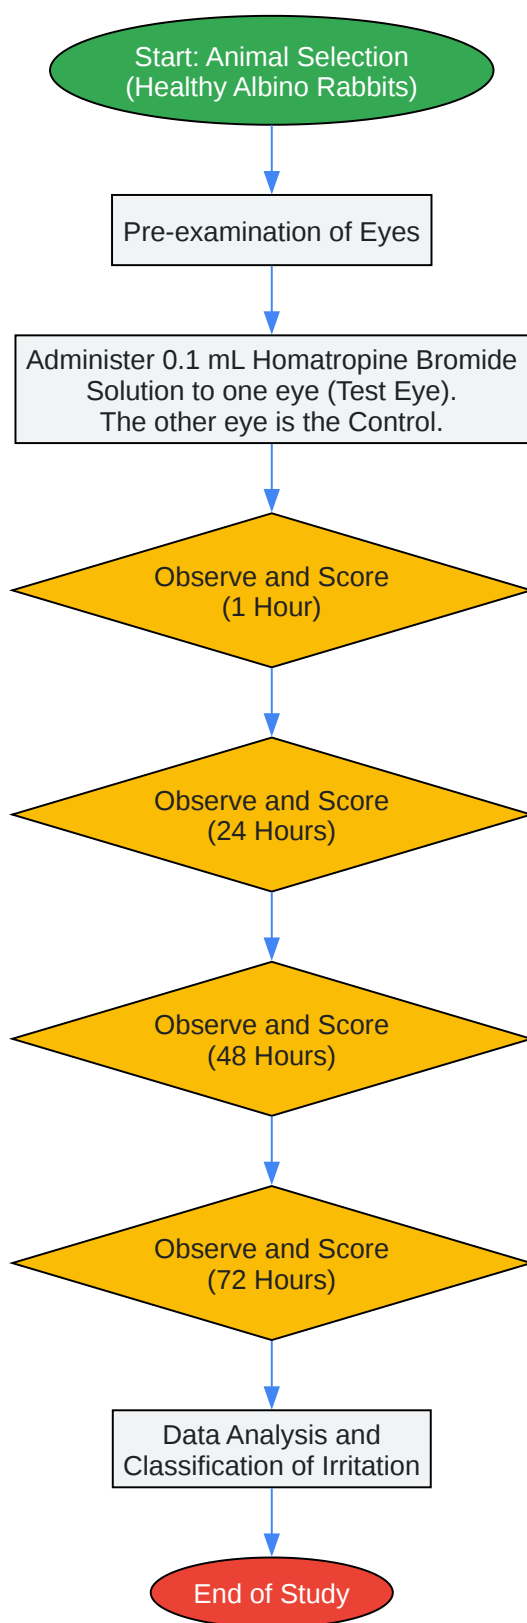 Start: Animal Selection
(Healthy Albino Rabbits)
Pre-examination of Eyes
Administer 0.1 mL Homatropine Bromide
Solution to one eye (Test Eye).
The other eye is the Control.
Observe and Score
(1 Hour)
Observe and Score
(24 Hours)
Observe and Score
(48 Hours)
Observe and Score
(72 Hours)
Data Analysis and
Classification of Irritation
End of Study